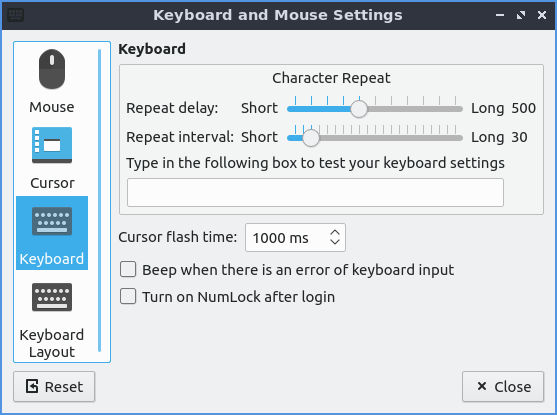 Keyboard and Mouse Settings
Mouse
Cursor
Keyboard
Keyboard
Layout
Keyboard
Character Repeat
Repeat delay: Short Long 500
Repeat interval: Short Long 30
Type in the following box to test your keyboard settings
Cursor flash time: 1000 ms
Beep when there is an error of keyboard input
Turn on NumLock after login
Reset
Close